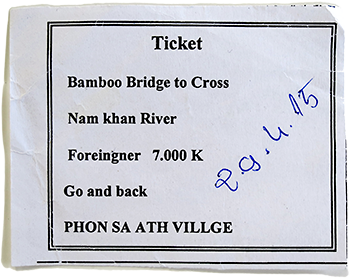 Ticket
Bamboo Bridge to Cross
Nam khan River
Foreingner 7.000 K
Go and back
PHON SA ATH VILLGE
29.4.15